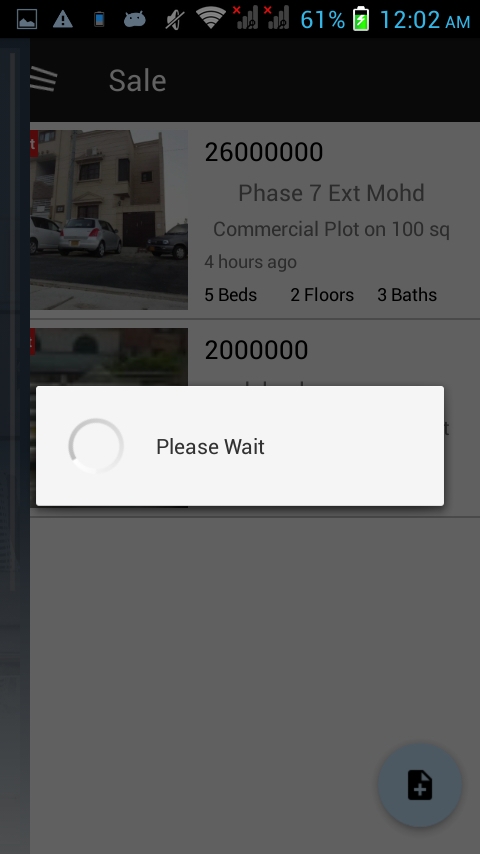 61% 12:02 AM
Sale
26000000
Phase 7 Ext Mohd
Commercial Plot on 100 sq
4 hours ago
5 Beds 2 Floors 3 Baths
2000000
Please Wait